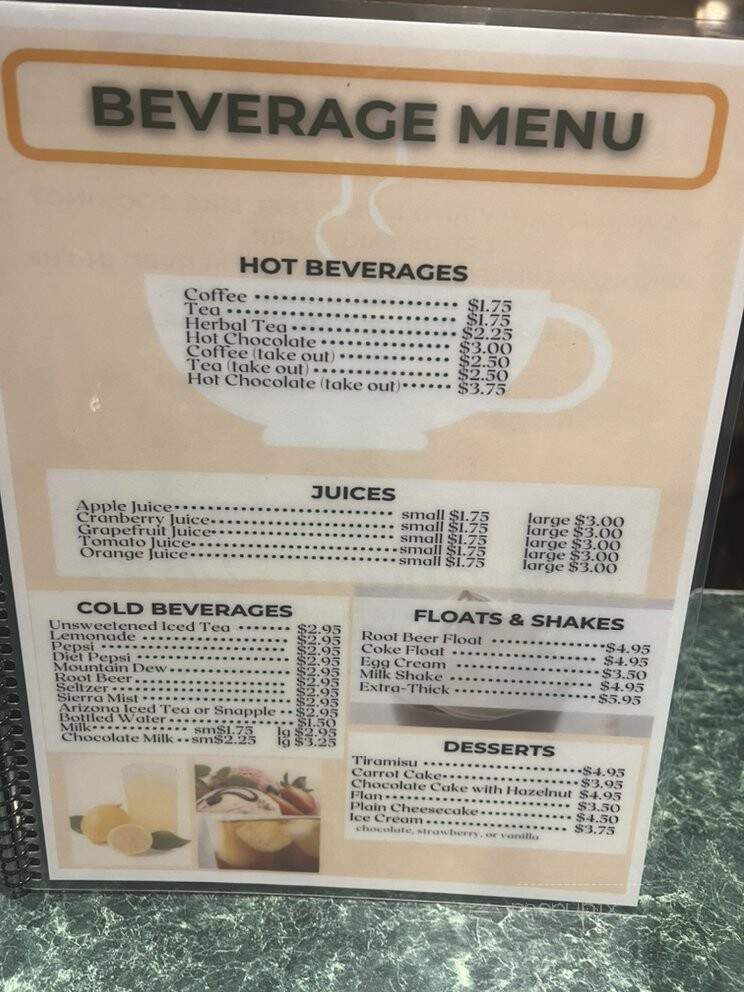 BEVERAGE MENU
HOT BEVERAGES
Coffee $1.75
Tea $1.75
Herbal Tea $2.25
Hot Chocolate $3.00
Coffee (take out) $2.50
Tea (take out) $2.50
Hot Chocolate (take out) $3.75
JUICES
Apple Juice small $1.75 large $3.00
Cranberry Juice small $1.75 large $3.00
Grapefruit Juice small $1.75 large $3.00
Tomato Juice small $1.75 large $3.00
Orange Juice small $1.75 large $3.00
COLD BEVERAGES
Unsweetened Iced Tea $2.95
Lemonade $2.95
Pepsi $2.95
Diet Pepsi $2.95
Mountain Dew $2.95
Root Beer $2.95
Seltzer $2.95
Sierra Mist $2.95
Arizona Iced Tea or Snapple $2.95
Bottled Water $1.50
Milk sm$1.75 lg $2.95
Chocolate Milk sm$2.25 lg $3.25
FLOATS & SHAKES
Root Beer Float $4.95
Coke Float $4.95
Egg Cream $3.50
Milk Shake $4.95
Extra-Thick $5.95
DESSERTS
Tiramisu $4.95
Carrot Cake $3.95
Chocolate Cake with Hazelnut $4.95
Flan $3.50
Plain Cheesecake $4.50
Ice Cream $3.75
chocolate, strawberry, or vanilla